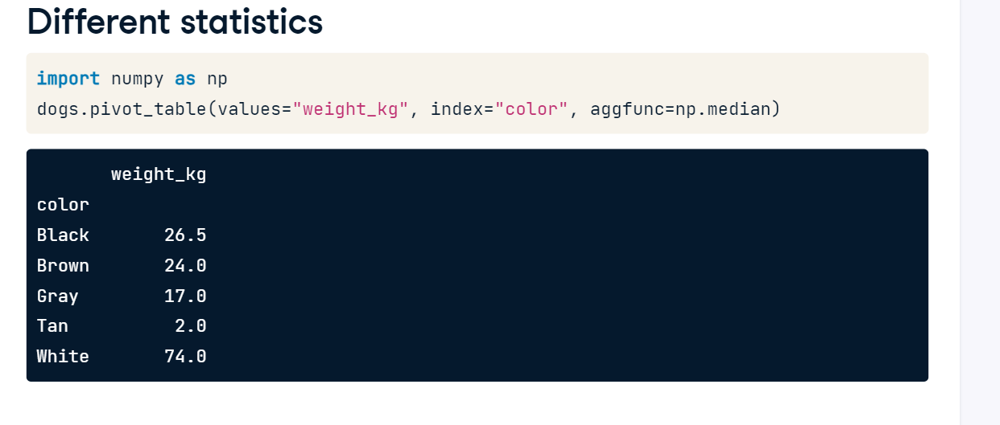 Different statistics
import numpy as np
dogs.pivot_table(values="weight_kg", index="color", aggfunc=np.median)
weight_kg
color
Black 26.5
Brown 24.0
Gray 17.0
Tan 2.0
White 74.0